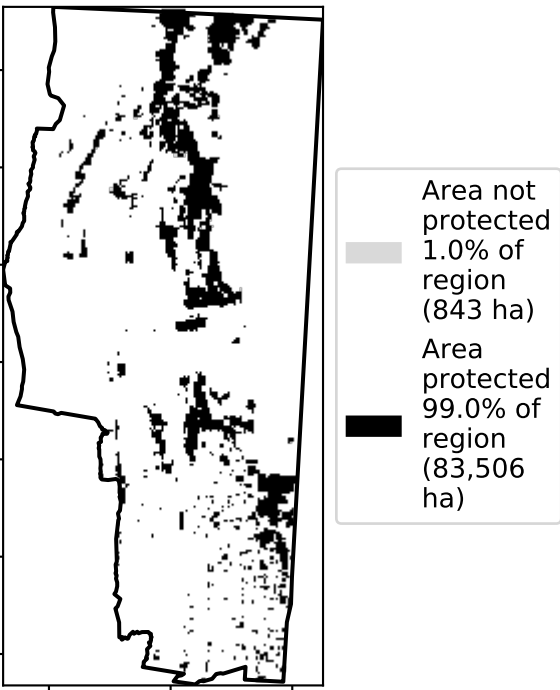 Area not
protected
1.0% of
region
(843 ha)
Area
protected
99.0% of
region
(83,506
ha)